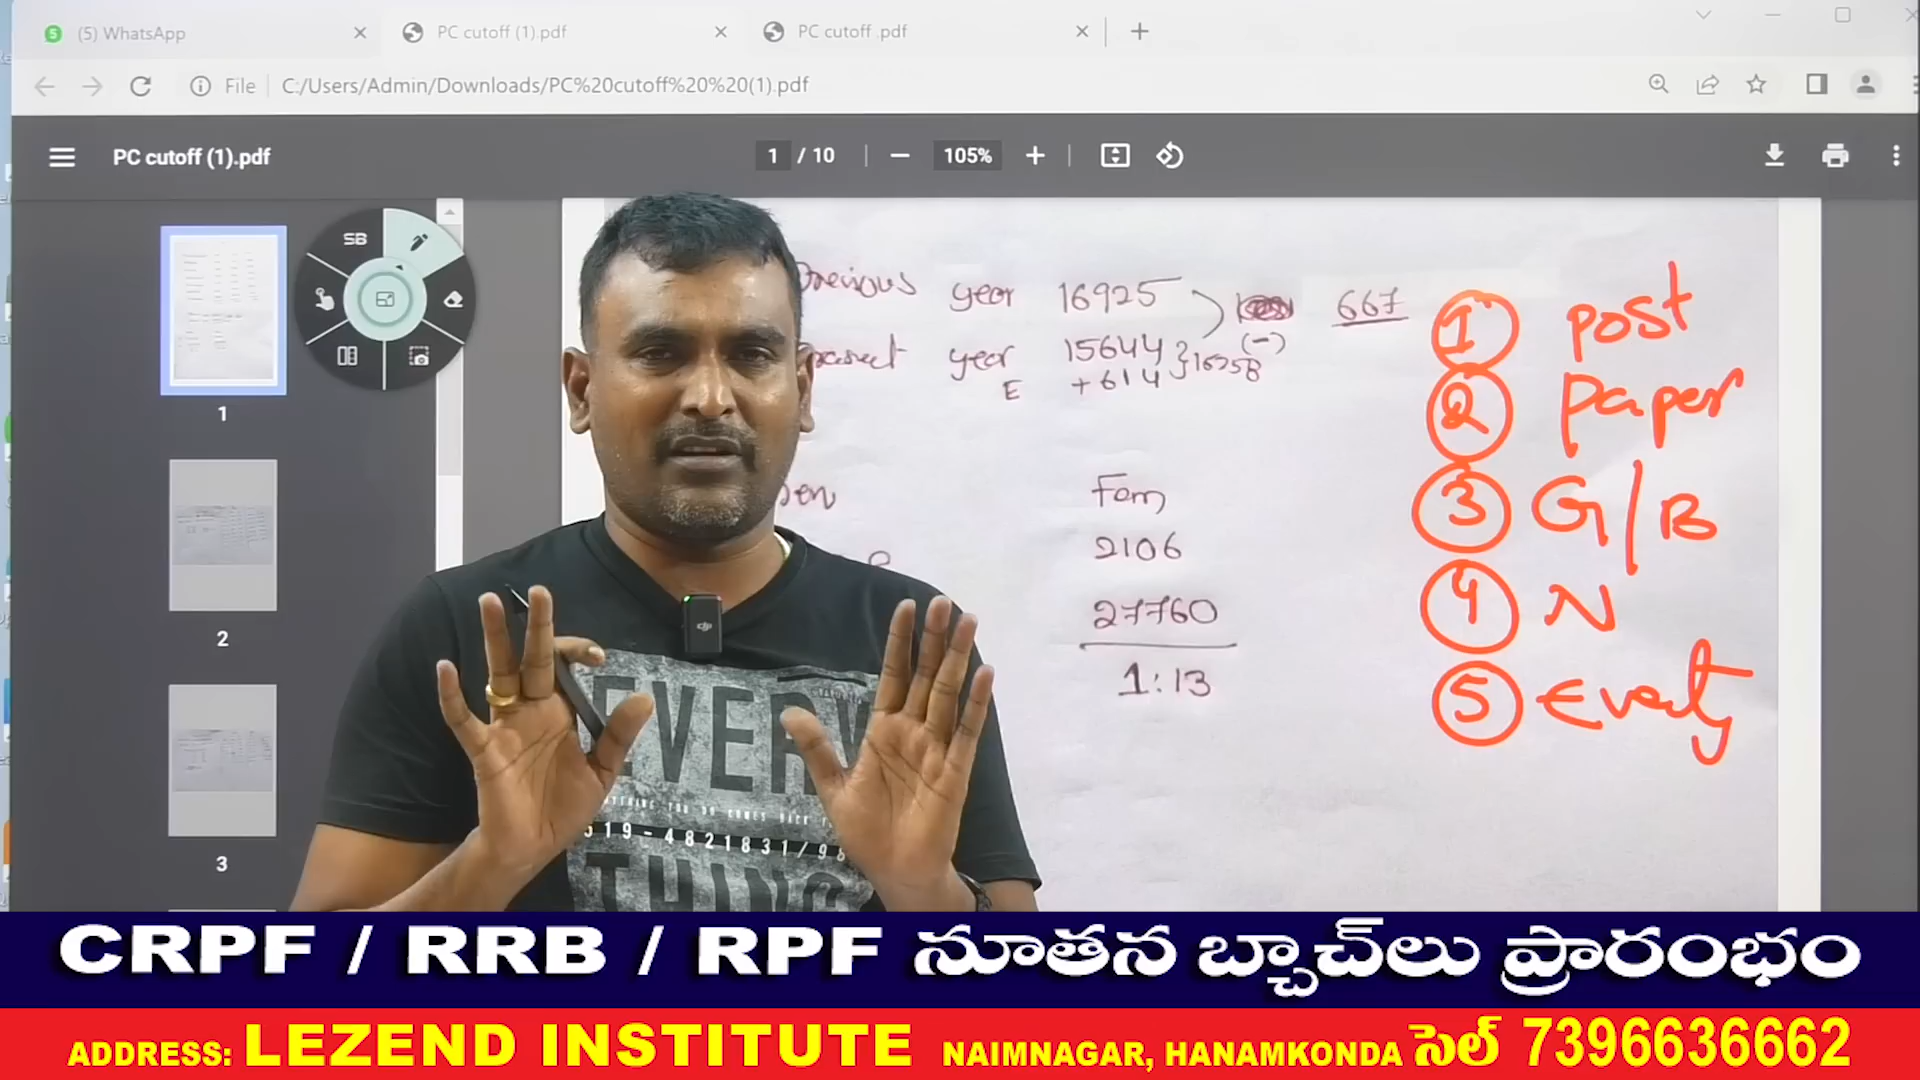 (5) WhatsApp
PC cutoff (1).pdf
PC cutoff .pdf
File
C:/Users/Admin/Downloads/PC%20cutoff%20%20(1).pdf
PC cutoff (1).pdf
1 / 10
105%
SB
1
2
3
year 16925
667
year 15644
(-)
E + 614
16258
Fem
2106
27760
1:13
1 post
2 paper
3 G/B
4 N
5
EVERY
THING
CRPF / RRB / RPF నూతన బ్యాచ్‌లు ప్రారంభం
ADDRESS: LEZEND INSTITUTE NAIMNAGAR, HANAMKONDA సెల్ 7396636662